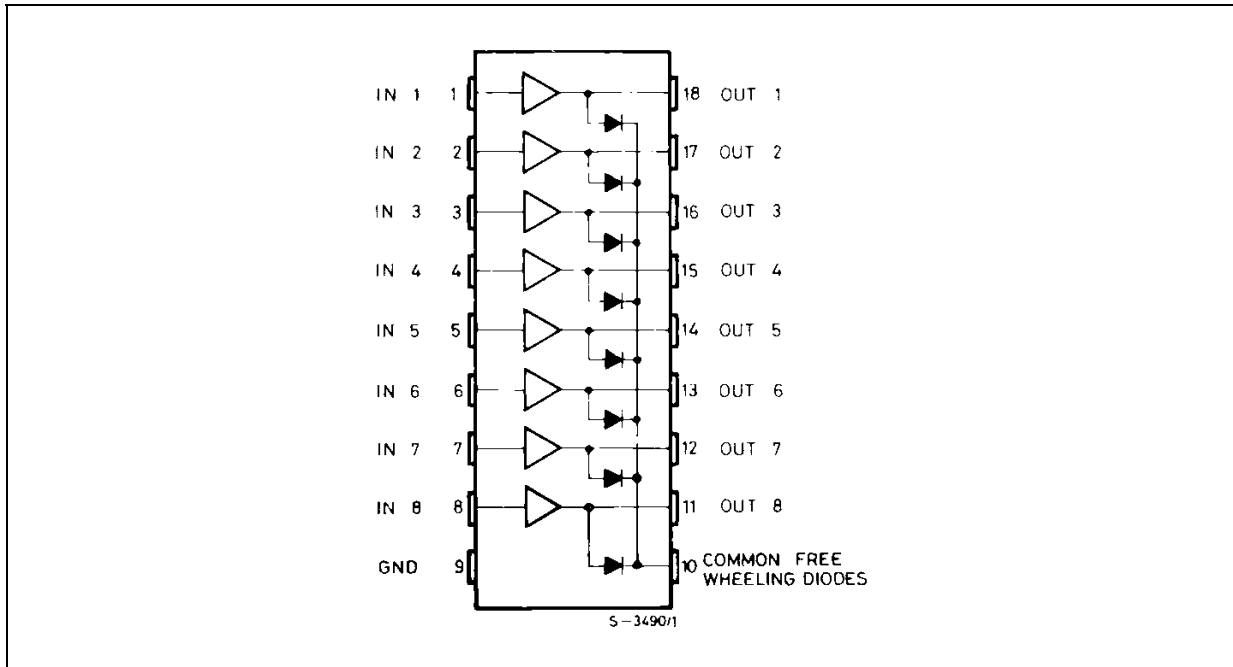 IN 1 1 18 OUT 1
IN 2 2 17 OUT 2
IN 3 3 16 OUT 3
IN 4 4 15 OUT 4
IN 5 5 14 OUT 5
IN 6 6 13 OUT 6
IN 7 7 12 OUT 7
IN 8 8 11 OUT 8
GND 9 10 COMMON FREE
WHEELING DIODES
S-3490/1